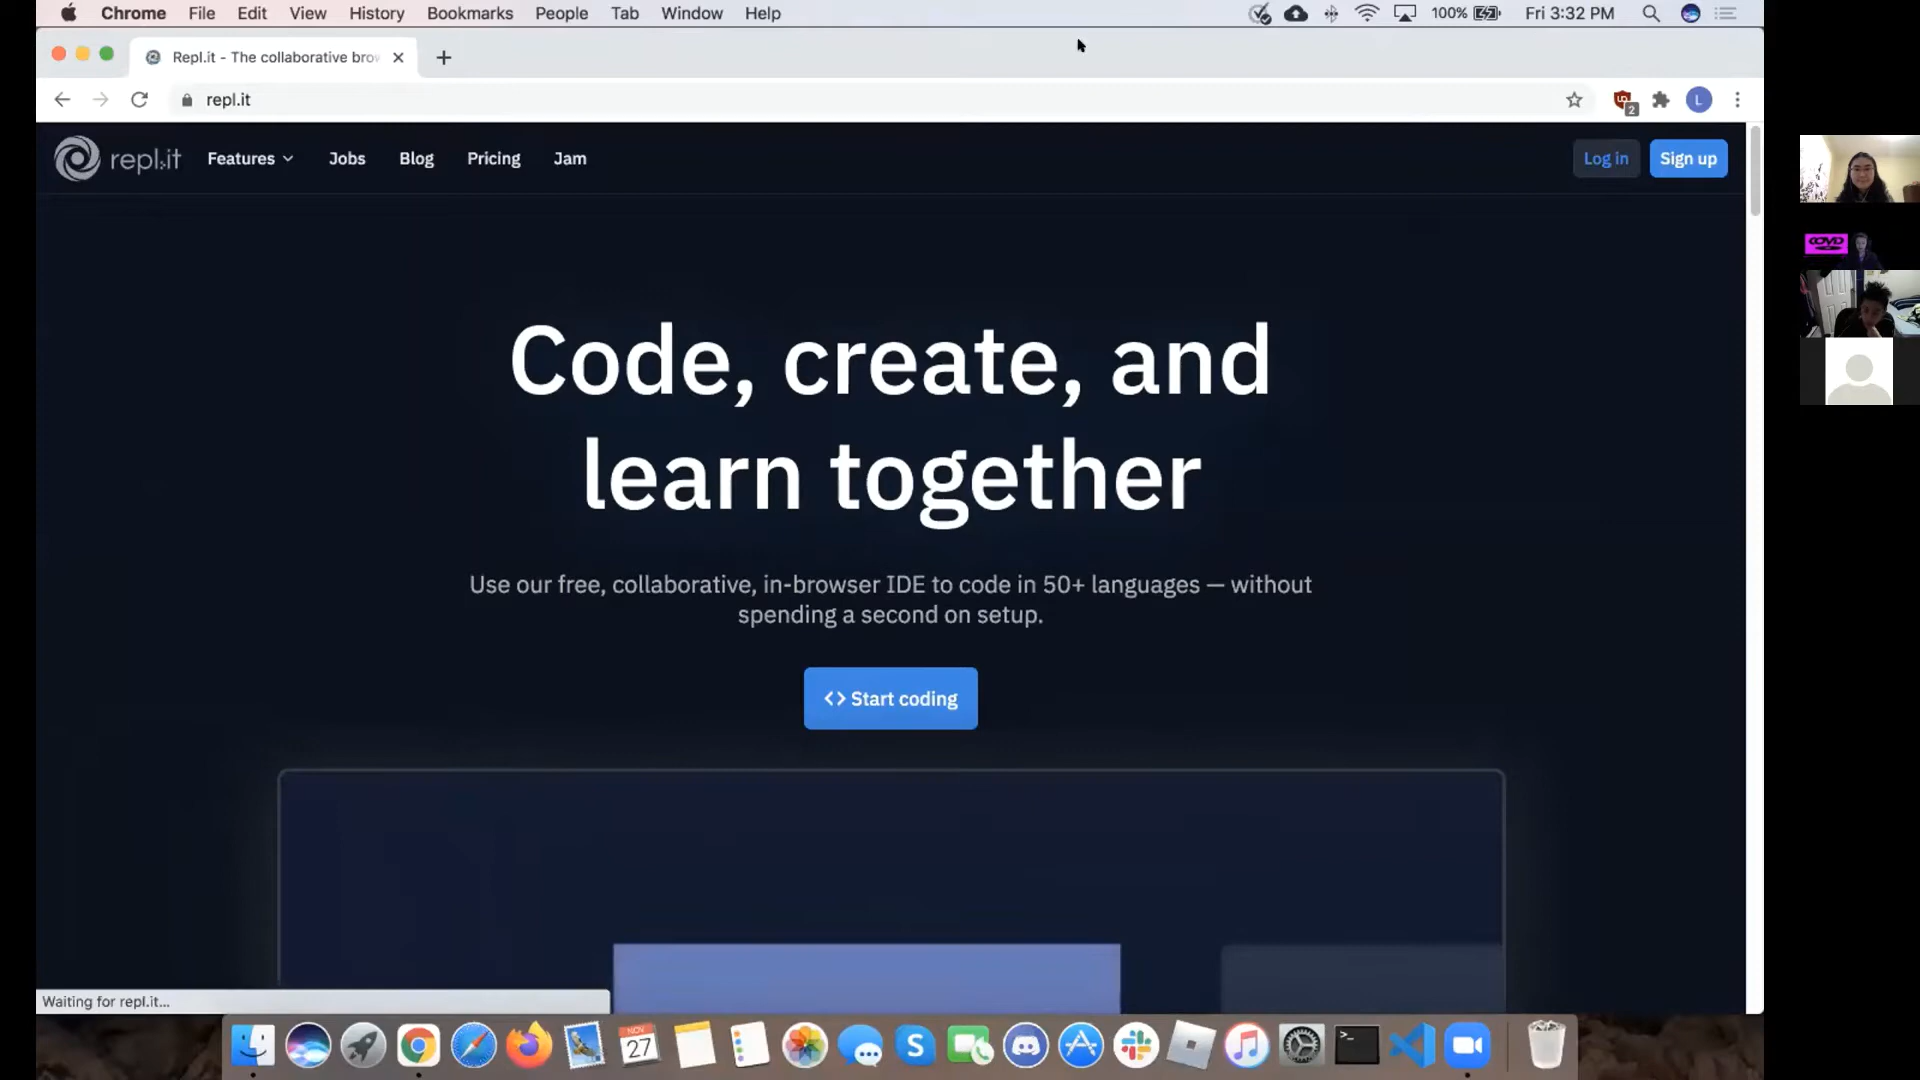 Chrome File Edit View History Bookmarks People Tab Window Help
100%
Fri 3:32 PM
Repl.it - The collaborative brow
repl.it
2
L
repl.it
Features
Jobs
Blog
Pricing
Jam
Log in
Sign up
Code, create, and
learn together
Use our free, collaborative, in-browser IDE to code in 50+ languages — without
spending a second on setup.
<> Start coding
Waiting for repl.it...
NOV
27
S